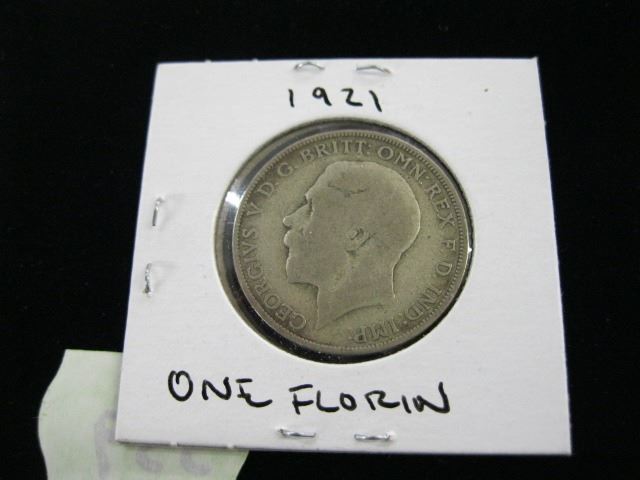 1921
GEORGIVS V D.G. BRITT: OMN: REX F.D. IND: IMP:
ONE FLORIN